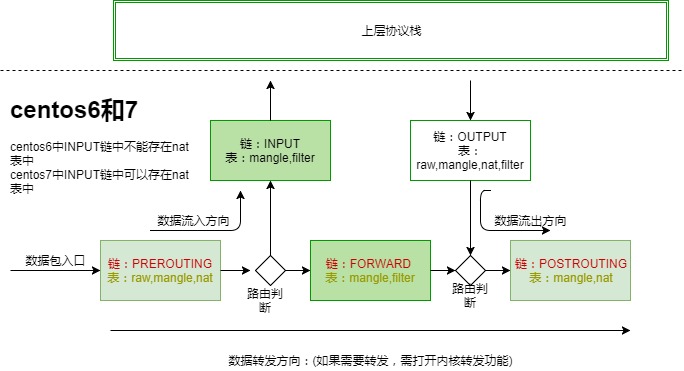 上层协议栈
centos6和7
centos6中INPUT链中不能存在nat
表中
centos7中INPUT链中可以存在nat
表中
链：INPUT
表：mangle,filter
链：OUTPUT
表：
raw,mangle,nat,filter
数据流入方向
数据流出方向
数据包入口
链：PREROUTING
表：raw,mangle,nat
路由判
断
链：FORWARD
表：mangle,filter
路由判
断
链：POSTROUTING
表：mangle,nat
数据转发方向：(如果需要转发，需打开内核转发功能)